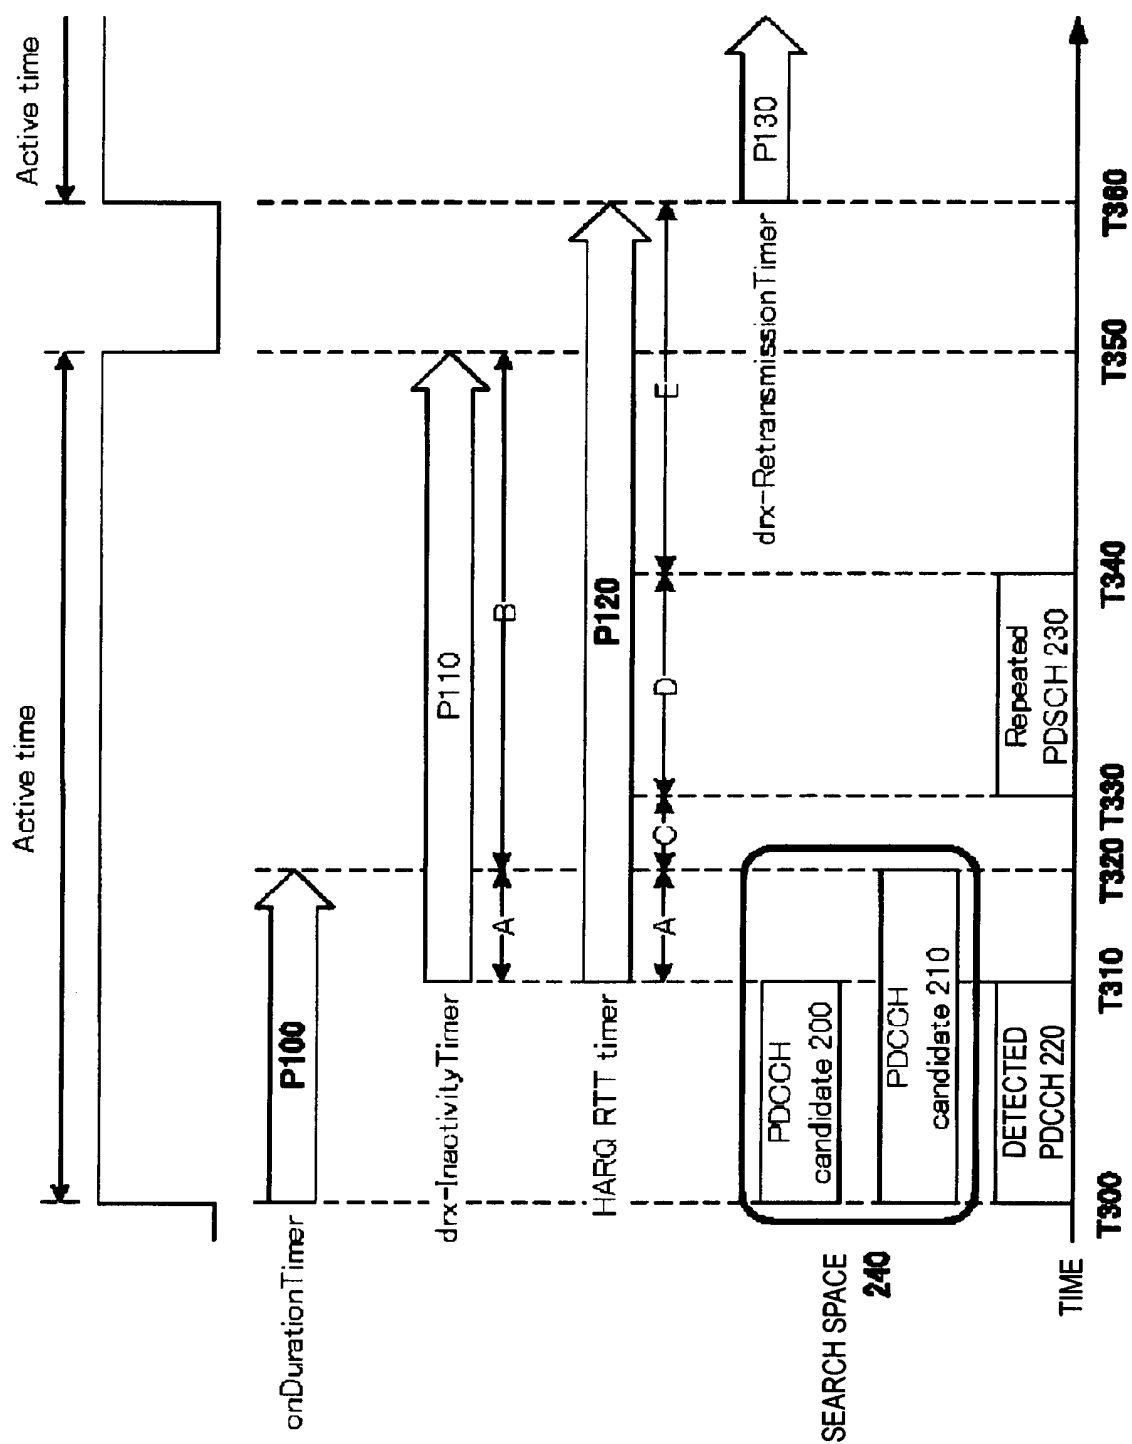 Active time
Active time
onDurationTimer
P100
drx-InactivityTimer
P110
A
B
HARQ RTT timer
P120
A
C
D
E
drx-RetransmissionTimer
P130
SEARCH SPACE
240
PDCCH
candidate 200
PDCCH
candidate 210
DETECTED
PDCCH 220
Repeated
PDSCH 230
TIME
T300
T310
T320
T330
T340
T350
T360